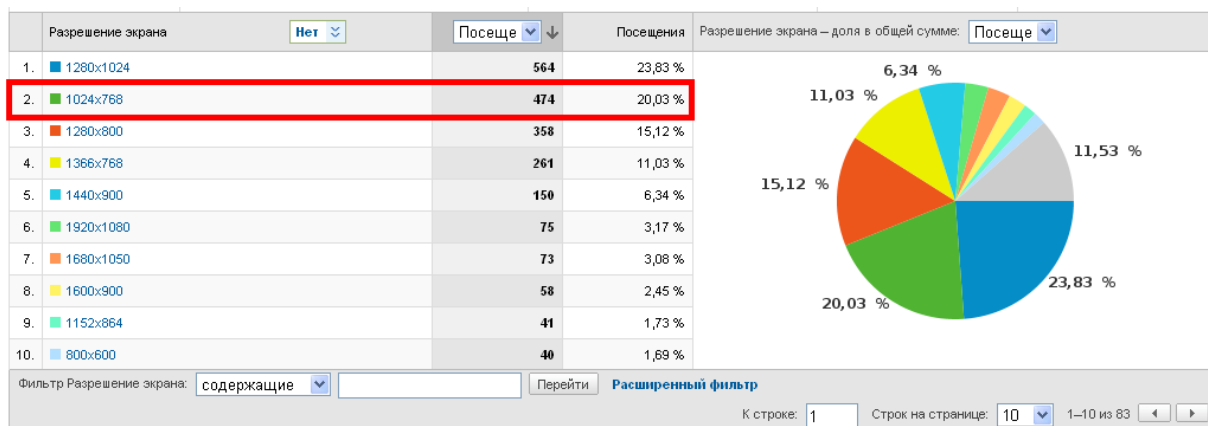 Разрешение экрана Нет Посеще Посещения Разрешение экрана – доля в общей сумме: Посеще
1. 1280x1024 564 23,83 %
2. 1024x768 474 20,03 %
3. 1280x800 358 15,12 %
4. 1366x768 261 11,03 %
5. 1440x900 150 6,34 %
6. 1920x1080 75 3,17 %
7. 1680x1050 73 3,08 %
8. 1600x900 58 2,45 %
9. 1152x864 41 1,73 %
10. 800x600 40 1,69 %
6,34 %
11,03 %
11,53 %
15,12 %
23,83 %
20,03 %
Фильтр Разрешение экрана: содержащие Перейти Расширенный фильтр
К строке: 1 Строк на странице: 10 1–10 из 83